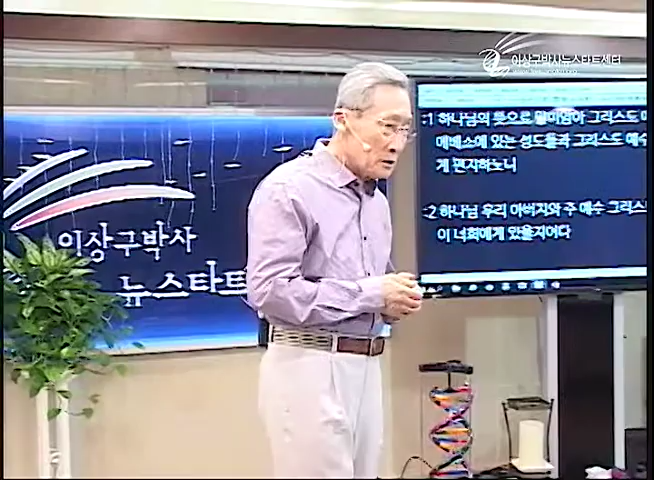 이상구박사뉴스타트센터
:1 하나님의 뜻으로 말미암아 그리스도 예
에베소에 있는 성도들과 그리스도 예수
게 편지하노니
:2 하나님 우리 아버지와 주 예수 그리스
이 너희에게 있을지어다
이상구박사
뉴스타트